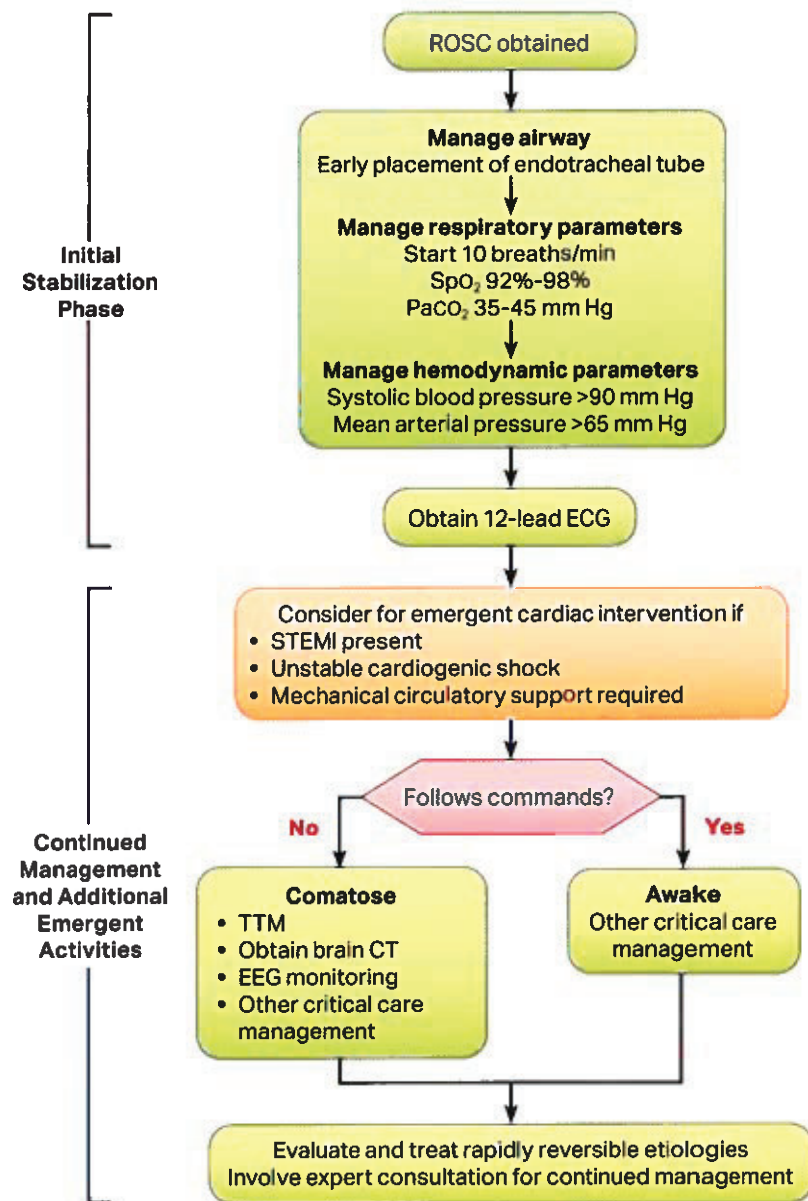 ROSC obtained
Manage airway
Early placement of endotracheal tube
Manage respiratory parameters
Start 10 breaths/min
SpO₂ 92%-98%
PaCO₂ 35-45 mm Hg
Manage hemodynamic parameters
Systolic blood pressure >90 mm Hg
Mean arterial pressure >65 mm Hg
Obtain 12-lead ECG
Initial
Stabilization
Phase
Consider for emergent cardiac intervention if
• STEMI present
• Unstable cardiogenic shock
• Mechanical circulatory support required
Follows commands?
No
Yes
Comatose
• TTM
• Obtain brain CT
• EEG monitoring
• Other critical care
management
Awake
Other critical care
management
Continued
Management
and Additional
Emergent
Activities
Evaluate and treat rapidly reversible etiologies
Involve expert consultation for continued management